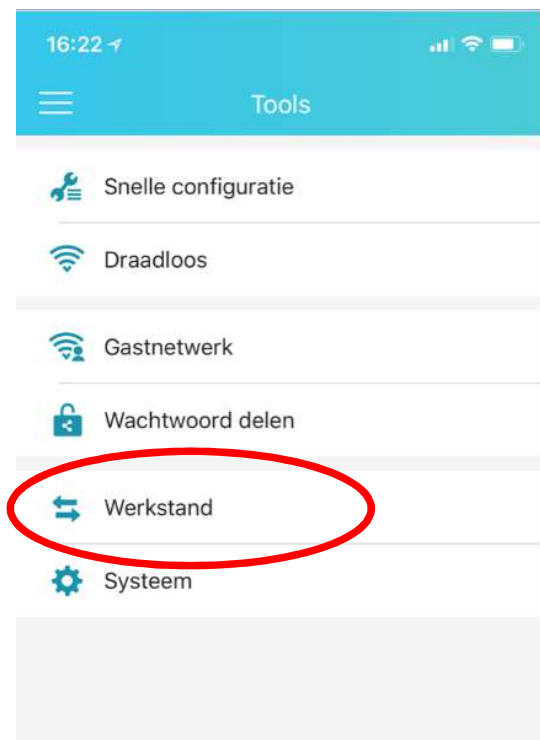 16:22
Tools
Snelle configuratie
Draadloos
Gastnetwerk
Wachtwoord delen
Werkstand
Systeem